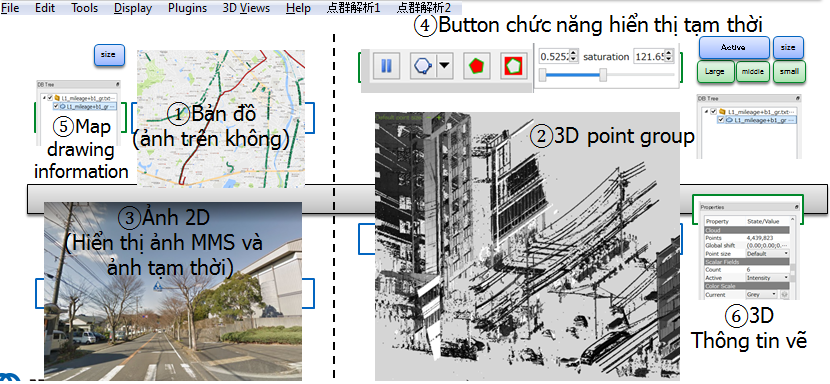 File Edit Tools Display Plugins 3D Views Help 点群解析1 点群解析2
④Button chức năng hiển thị tạm thời
size
0.5252 saturation 121.65
Active size
Large middle small
DB Tree
L1_mileage+b1_gr.txt···
L1_mileage+b1_gr ···
①Bản đồ
(ảnh trên không)
⑤Map
drawing
information
②3D point group
DB Tree
L1_mileage+b1_gr.txt···
L1_mileage+b1_gr ···
③Ảnh 2D
(Hiển thị ảnh MMS và
ảnh tạm thời)
Properties
Property State/Value
Cloud
Points 4,439,823
Global shift (0.00;0.00;0.···
Point size Default
Scalar Fields
Count 6
Active Intensity
Color Scale
Current Grey
⑥3D
Thông tin vẽ